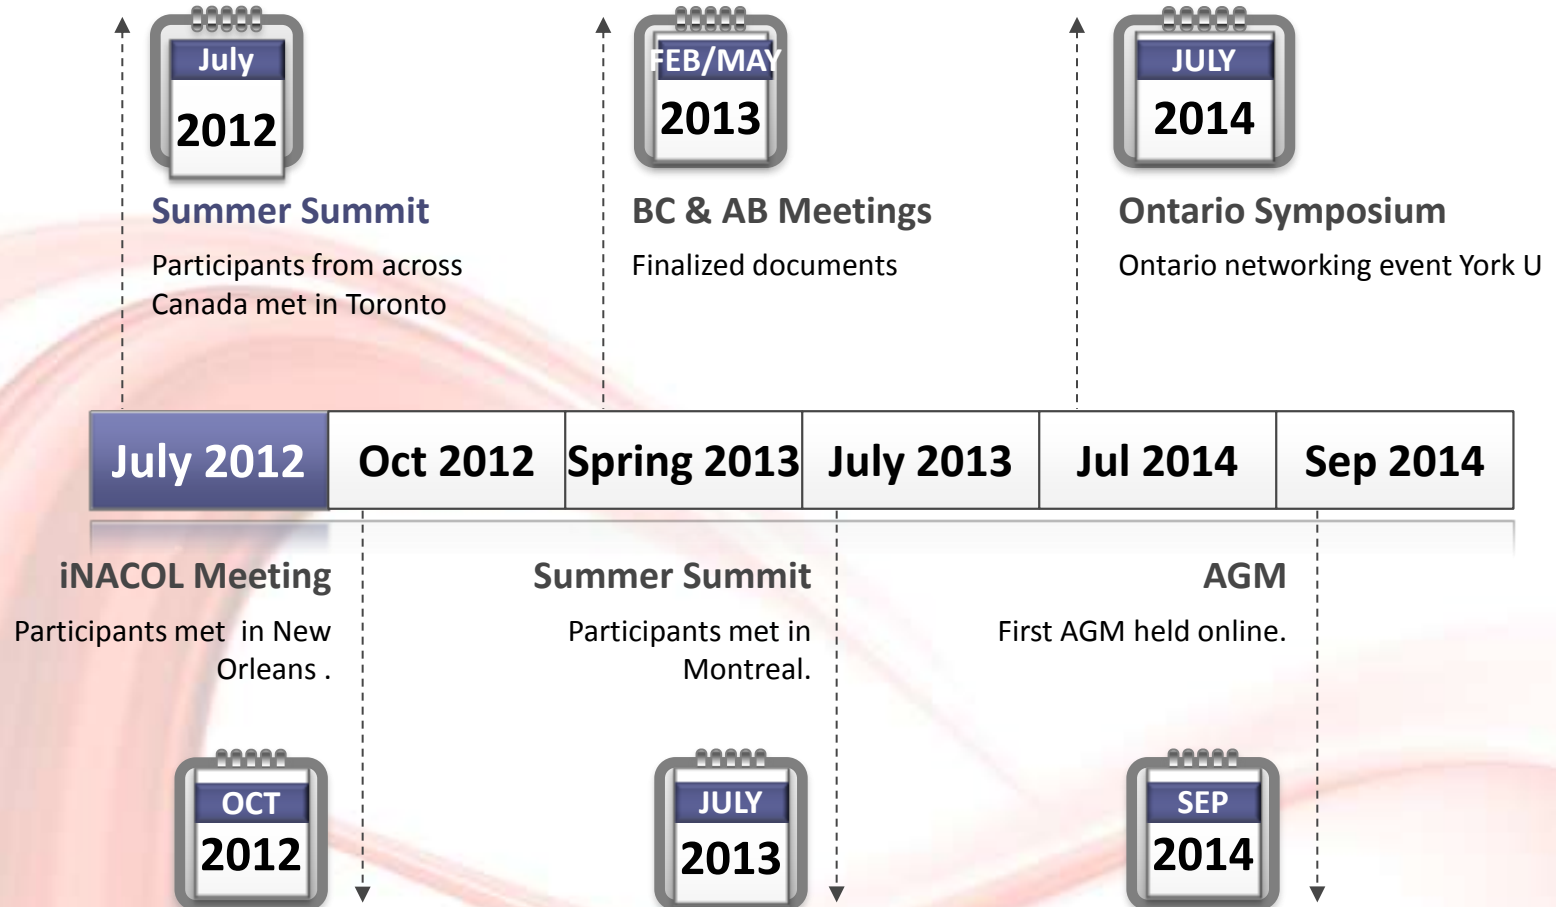 July
2012
Summer Summit
Participants from across
Canada met in Toronto
FEB/MAY
2013
BC & AB Meetings
Finalized documents
JULY
2014
Ontario Symposium
Ontario networking event York U
July 2012
Oct 2012
Spring 2013
July 2013
Jul 2014
Sep 2014
iNACOL Meeting
Participants met  in New
Orleans .
OCT
2012
Summer Summit
Participants met in
Montreal.
JULY
2013
AGM
First AGM held online.
SEP
2014